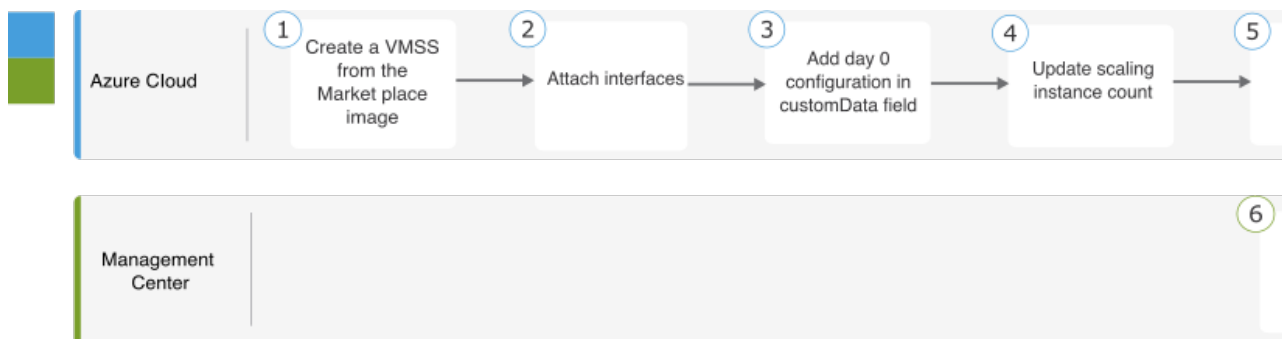 1
Create a VMSS
from the
Market place
image
2
Attach interfaces
3
Add day 0
configuration in
customData field
4
Update scaling
instance count
5
Azure Cloud
6
Management
Center